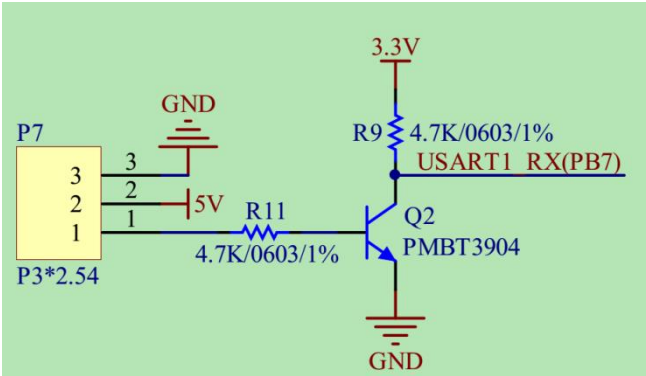 3.3V
GND
P7
R9
4.7K/0603/1%
3
3
USART1_RX(PB7)
2
2
5V
1
1
R11
Q2
4.7K/0603/1%
PMBT3904
P3*2.54
GND